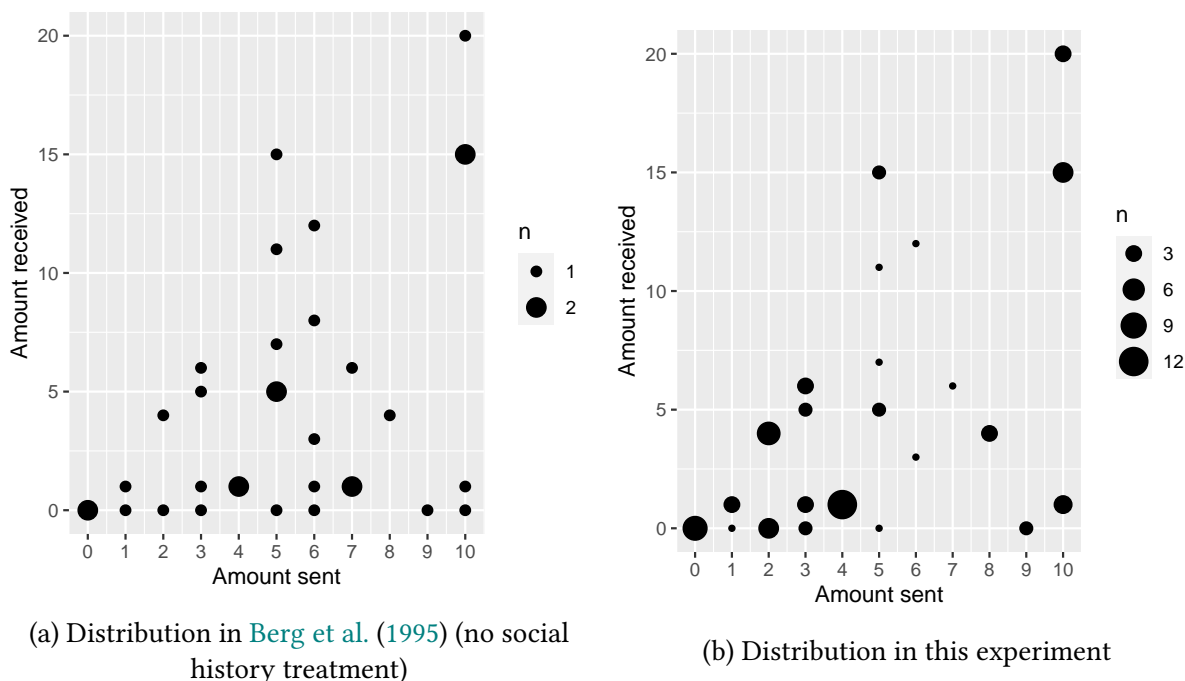 20
15
10
5
0
Amount received
0 1 2 3 4 5 6 7 8 9 10
Amount sent
n
1
2
(a) Distribution in Berg et al. (1995) (no social
history treatment)
20
15
10
5
0
Amount received
0 1 2 3 4 5 6 7 8 9 10
Amount sent
n
3
6
9
12
(b) Distribution in this experiment